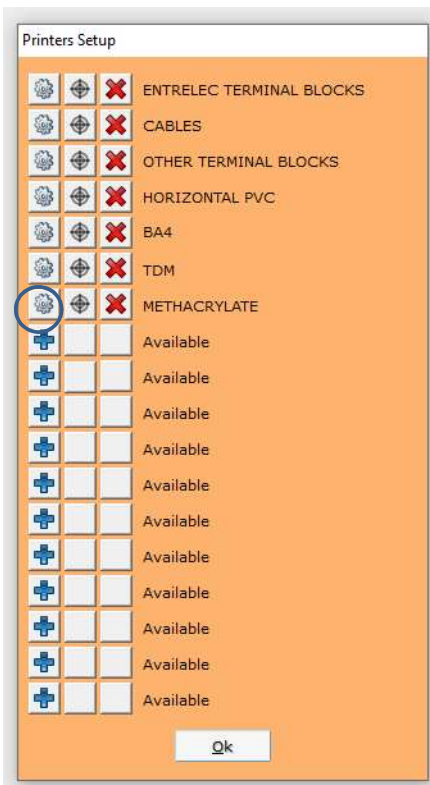 Printers Setup
ENTRELEC TERMINAL BLOCKS
CABLES
OTHER TERMINAL BLOCKS
HORIZONTAL PVC
BA4
TDM
METHACRYLATE
Available
Available
Available
Available
Available
Available
Available
Available
Available
Available
Available
Ok